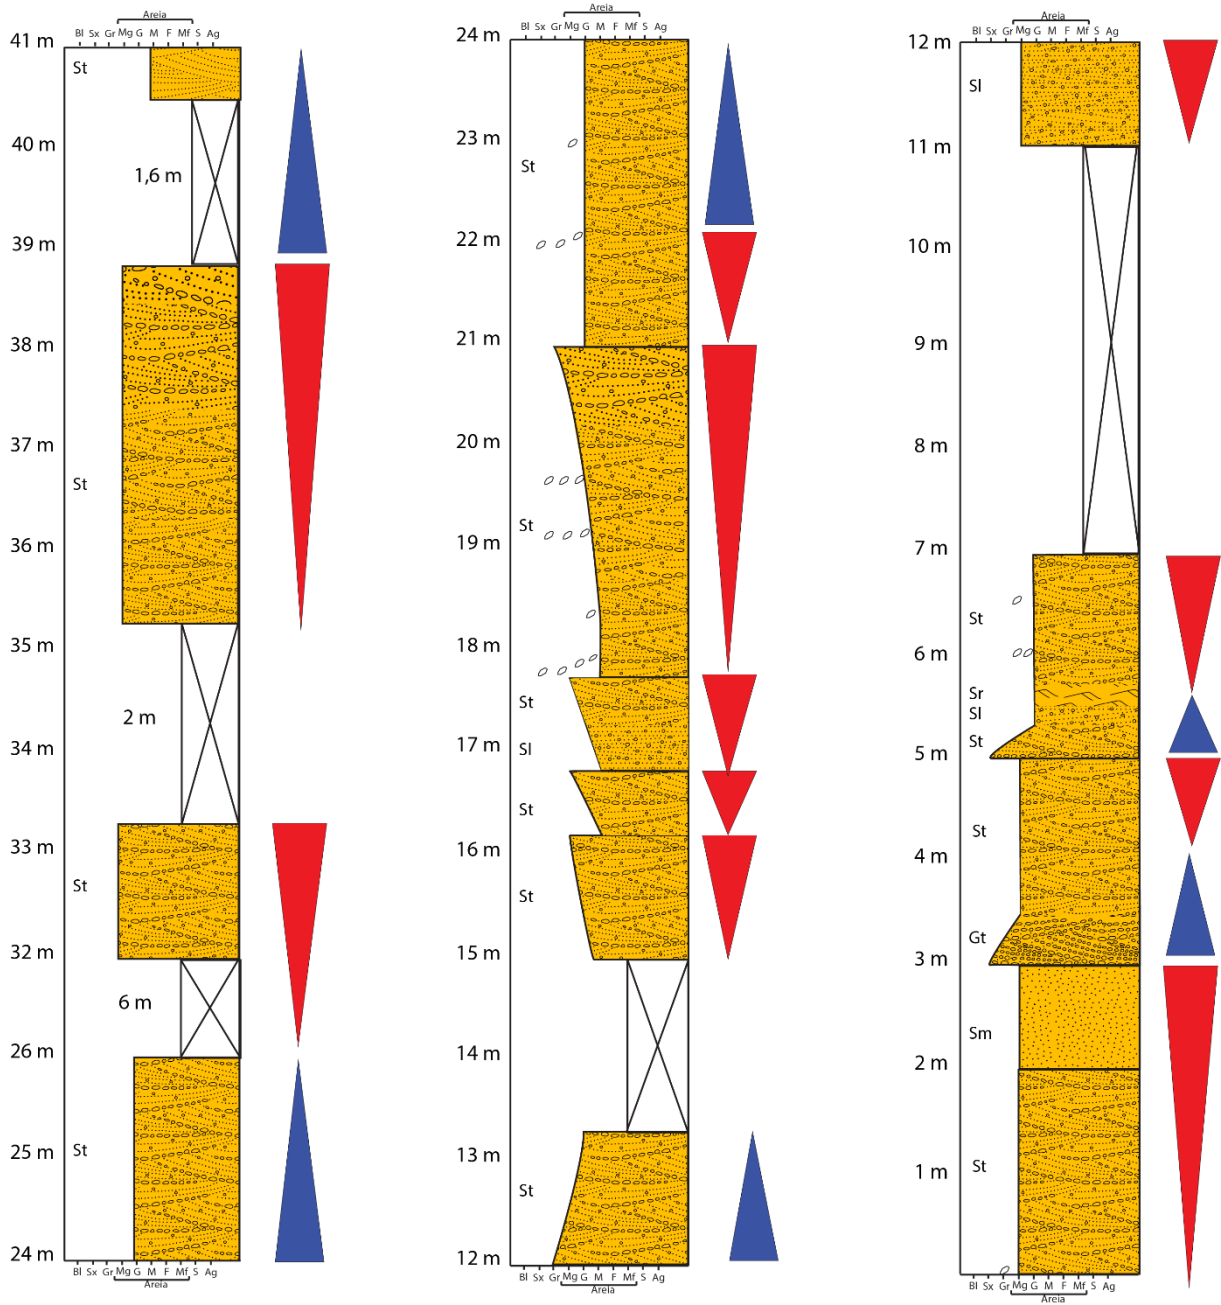 Areia
Bl Sx Gr Mg G M F Mf S Ag
41 m
St
40 m
1,6 m
39 m
38 m
37 m
St
36 m
35 m
2 m
34 m
33 m
St
32 m
6 m
26 m
25 m
St
24 m
Bl Sx Gr Mg G M F Mf S Ag
Areia
Areia
Bl Sx Gr Mg G M F Mf S Ag
24 m
23 m
St
22 m
21 m
20 m
St
19 m
18 m
St
17 m
Sl
St
16 m
St
15 m
14 m
13 m
St
12 m
Bl Sx Gr Mg G M F Mf S Ag
Areia
Areia
Bl Sx Gr Mg G M F Mf S Ag
12 m
Sl
11 m
10 m
9 m
8 m
7 m
St
6 m
Sr
Sl
St
5 m
St
4 m
Gt
3 m
Sm
2 m
St
1 m
Bl Sx Gr Mg G M F Mf S Ag
Areia